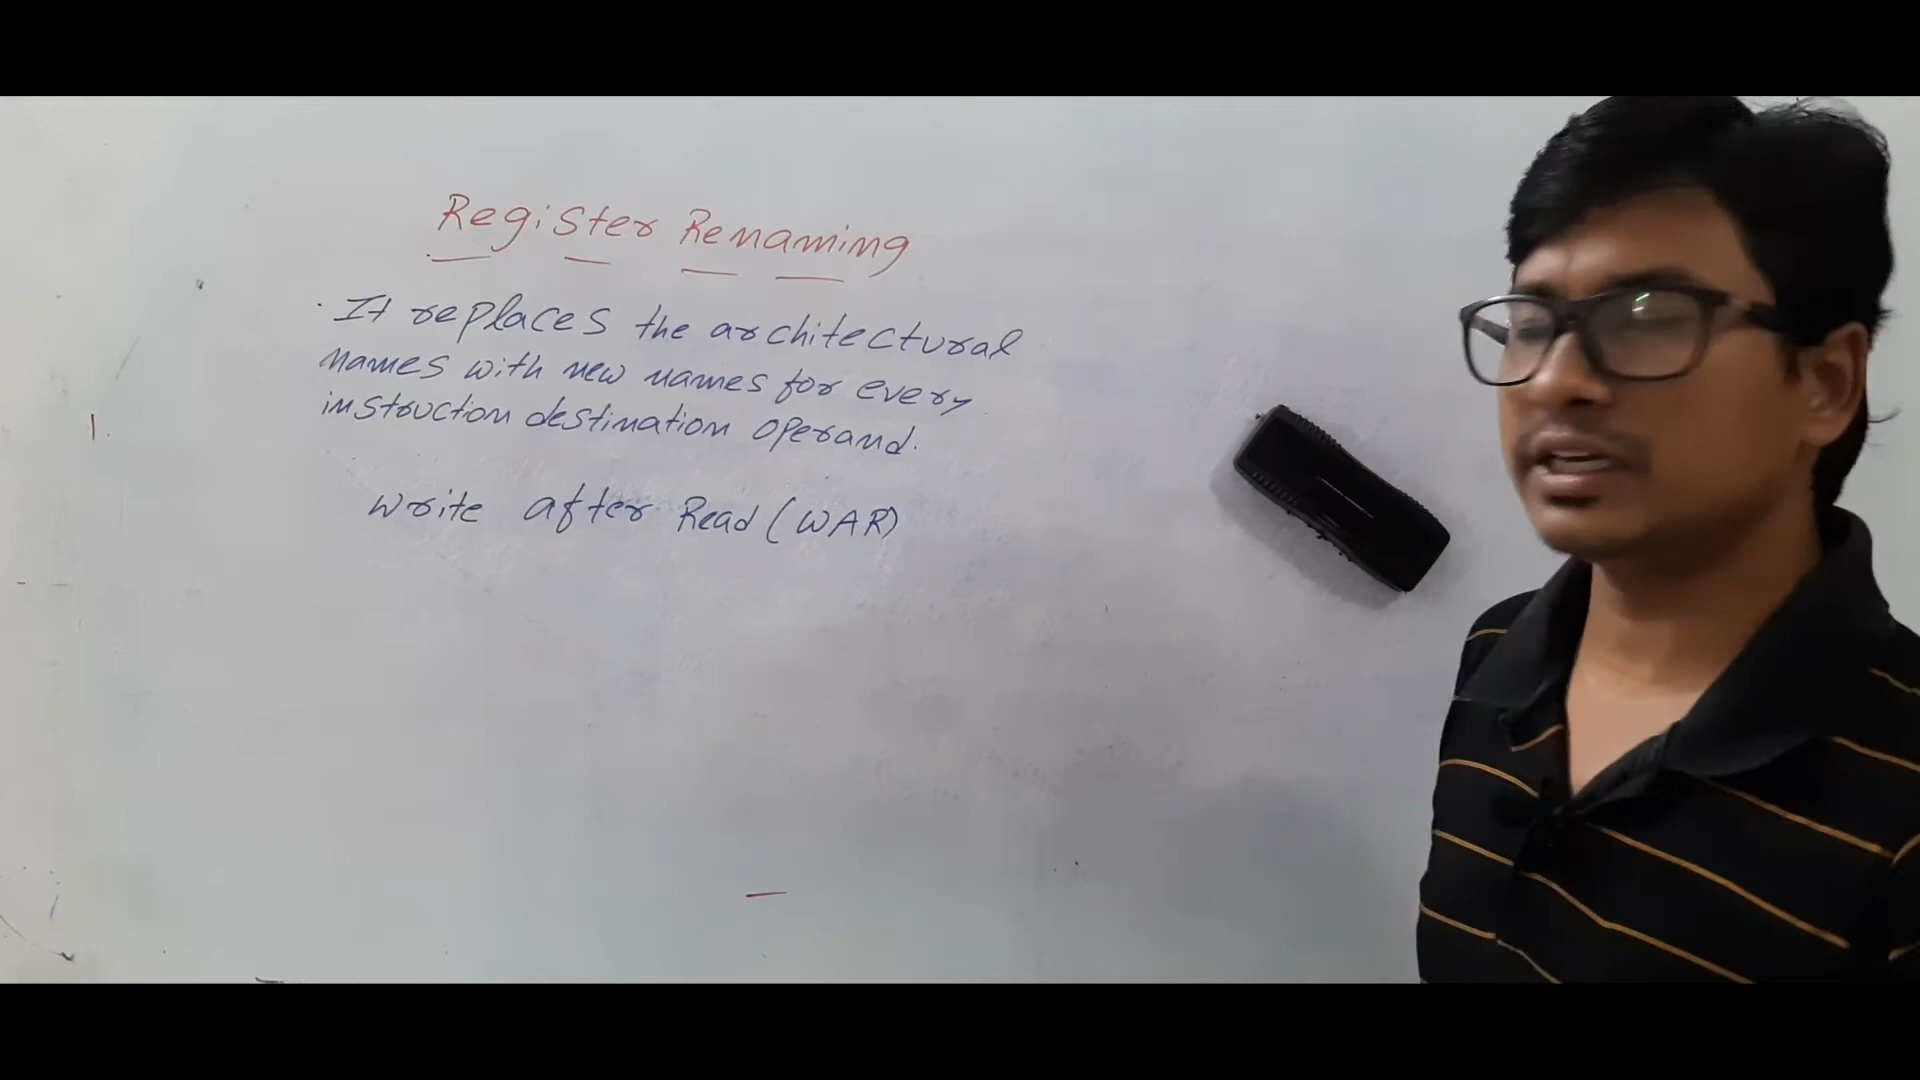 Register Renaming
· It replaces the architectural
names with new names for every
instruction destination operand.
Write after Read (WAR)